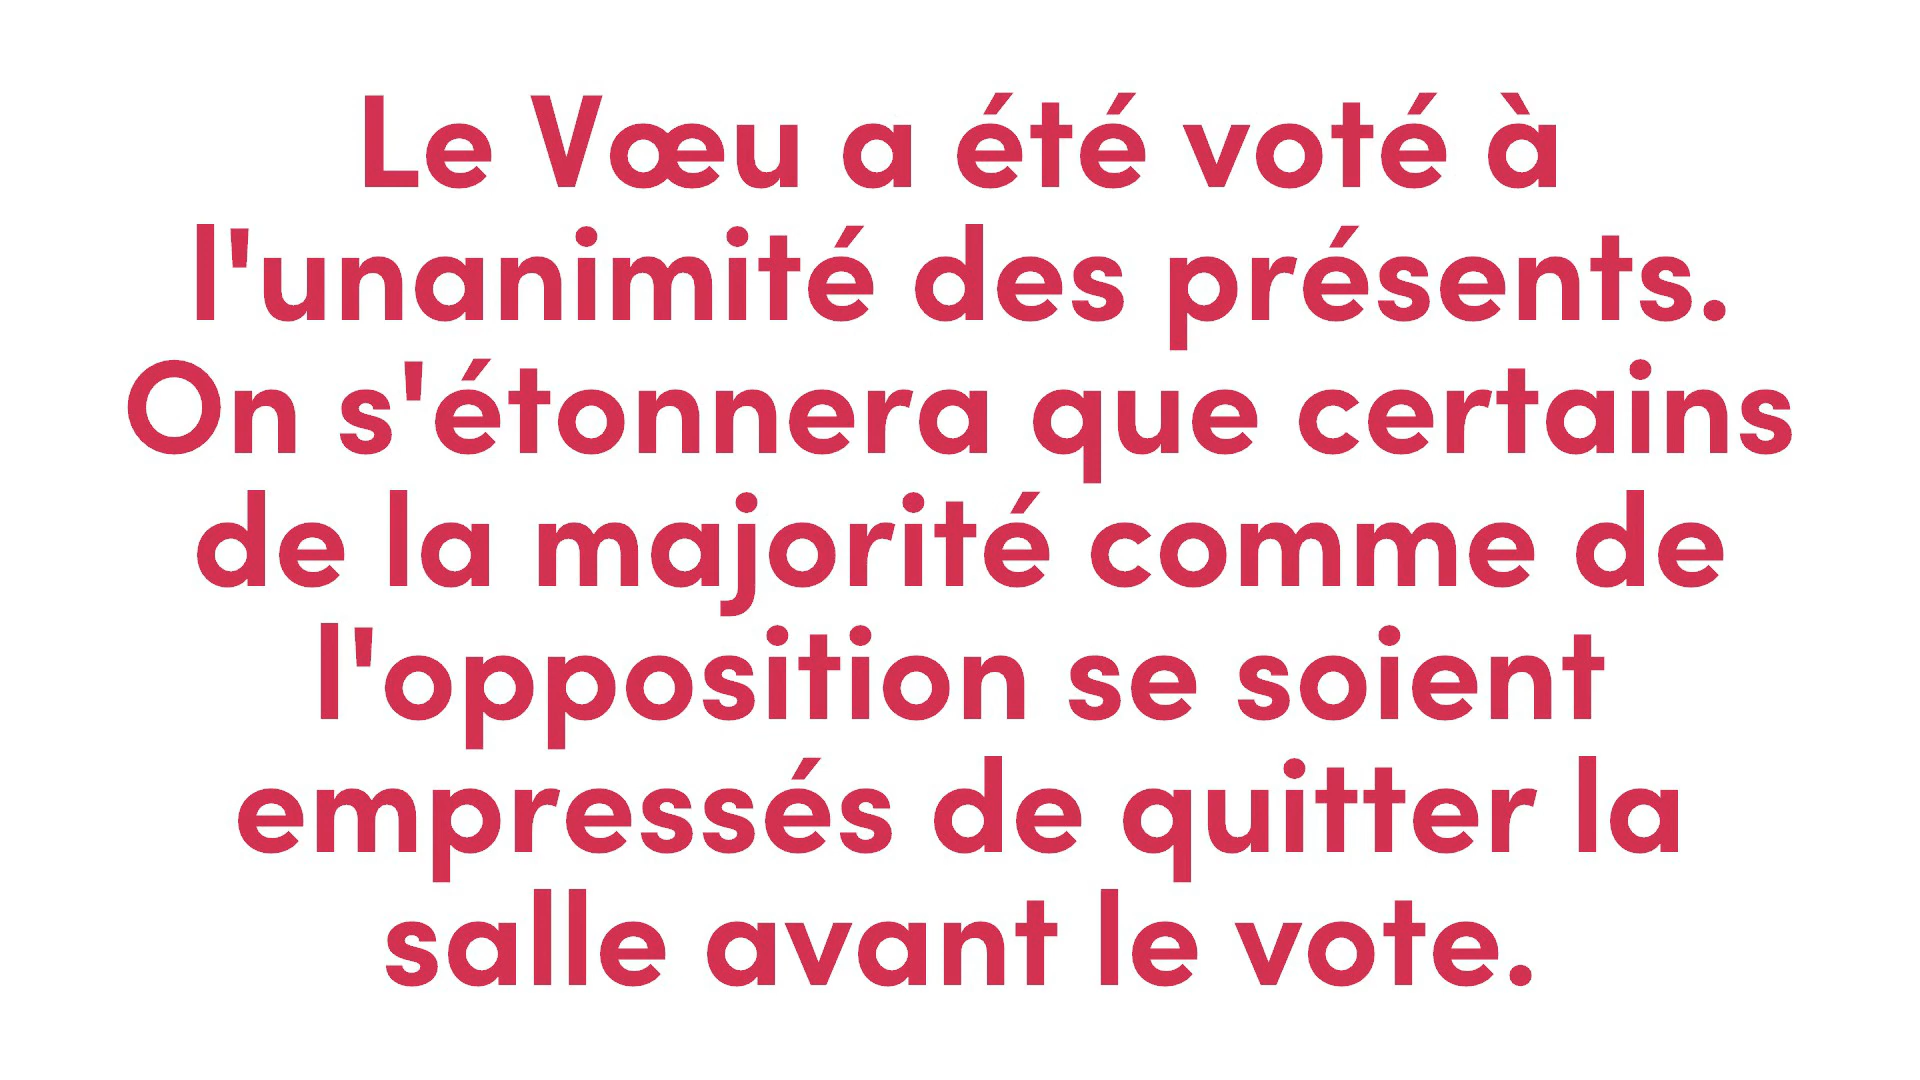 Le Vœu a été voté à
l'unanimité des présents.
On s'étonnera que certains
de la majorité comme de
l'opposition se soient
empressés de quitter la
salle avant le vote.